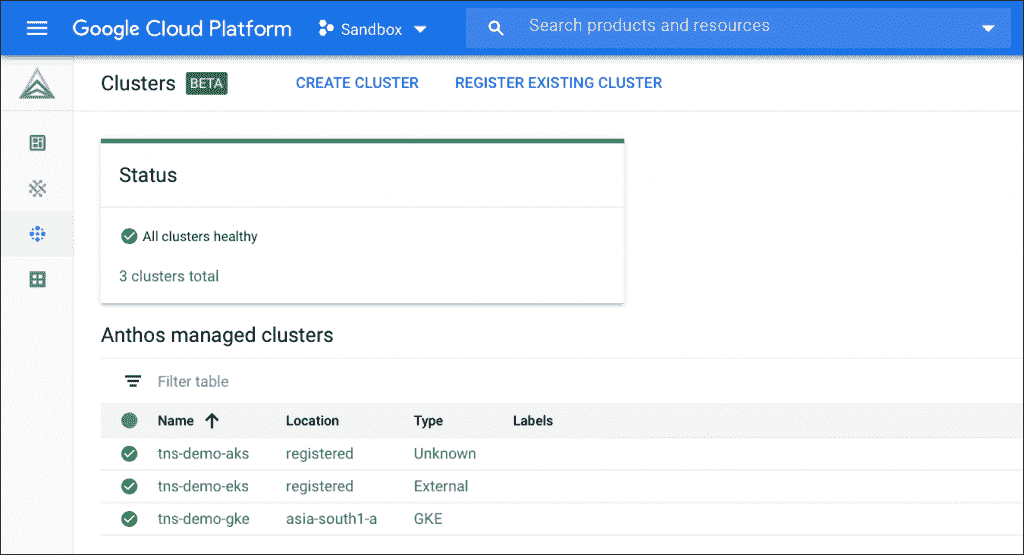 Google Cloud Platform Sandbox Search products and resources
Clusters BETA CREATE CLUSTER REGISTER EXISTING CLUSTER
Status
All clusters healthy
3 clusters total
Anthos managed clusters
Filter table
Name Location Type Labels
tns-demo-aks registered Unknown
tns-demo-eks registered External
tns-demo-gke asia-south1-a GKE